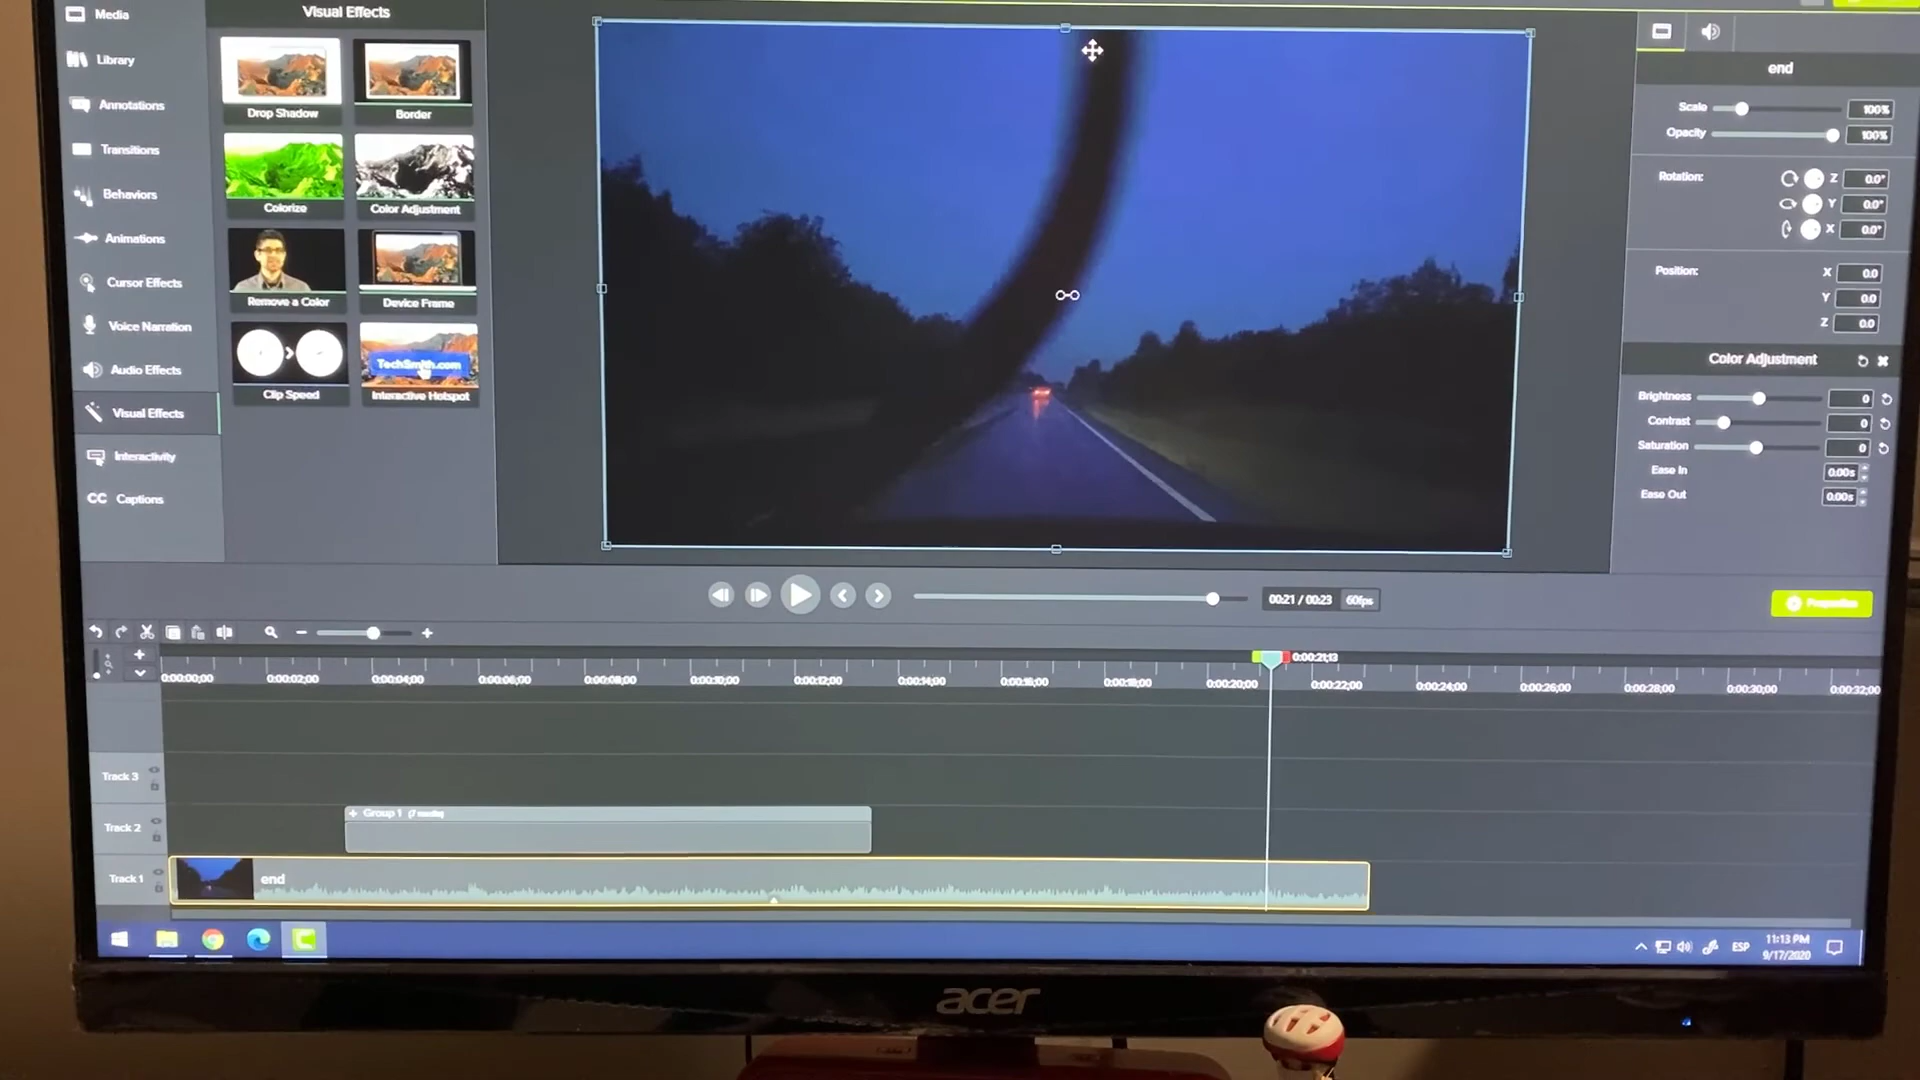 Media
Visual Effects
Library
Annotations
Transitions
Behaviors
Animations
Cursor Effects
Voice Narration
Audio Effects
Visual Effects
Interactivity
CC Captions
Drop Shadow
Border
Colorize
Color Adjustment
Remove a Color
Device Frame
Clip Speed
TechSmith.com
Interactive Hotspot
end
Scale 100%
Opacity 100%
Rotation: Z 0.0°
Y 0.0°
X 0.0°
Position: X 0.0
Y 0.0
Z 0.0
Color Adjustment
Brightness 0
Contrast 0
Saturation 0
Ease In 0.00s
Ease Out 0.00s
00:21 / 00:23 60fps
Properties
0:00:21;13
0:00:00;00 0:00:02;00 0:00:04;00 0:00:06;00 0:00:08;00 0:00:10;00 0:00:12;00 0:00:14;00 0:00:16;00 0:00:18;00 0:00:20;00 0:00:22;00 0:00:24;00 0:00:26;00 0:00:28;00 0:00:30;00 0:00:32;00
Track 3
Track 2
+ Group 1 (7 media)
Track 1
end
ESP
11:13 PM
9/17/2020
acer